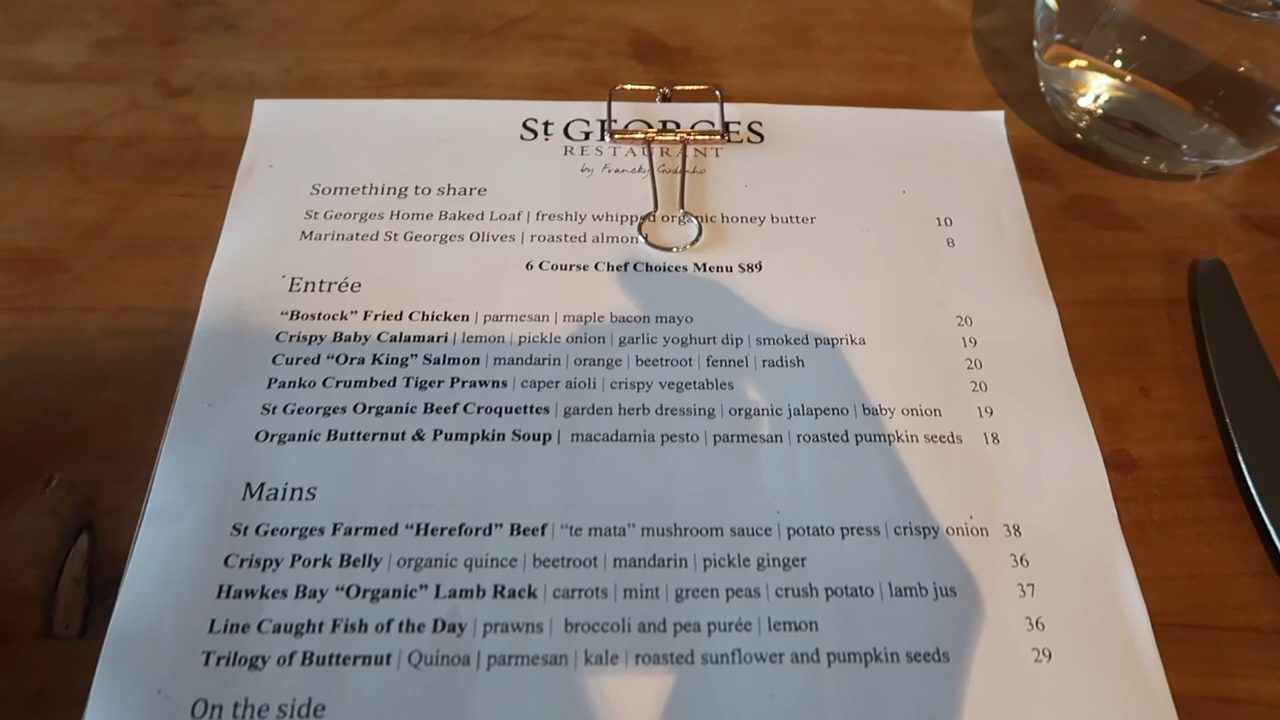 St GEORGES
RESTAURANT
by Francky Godinho
Something to share
St Georges Home Baked Loaf | freshly whipped organic honey butter 10
Marinated St Georges Olives | roasted almond 8
6 Course Chef Choices Menu $89
Entrée
“Bostock” Fried Chicken | parmesan | maple bacon mayo 20
Crispy Baby Calamari | lemon | pickle onion | garlic yoghurt dip | smoked paprika 19
Cured “Ora King” Salmon | mandarin | orange | beetroot | fennel | radish 20
Panko Crumbed Tiger Prawns | caper aioli | crispy vegetables 20
St Georges Organic Beef Croquettes | garden herb dressing | organic jalapeno | baby onion 19
Organic Butternut & Pumpkin Soup | macadamia pesto | parmesan | roasted pumpkin seeds 18
Mains
St Georges Farmed “Hereford” Beef | “te mata” mushroom sauce | potato press | crispy onion 38
Crispy Pork Belly | organic quince | beetroot | mandarin | pickle ginger 36
Hawkes Bay “Organic” Lamb Rack | carrots | mint | green peas | crush potato | lamb jus 37
Line Caught Fish of the Day | prawns | broccoli and pea purée | lemon 36
Trilogy of Butternut | Quinoa | parmesan | kale | roasted sunflower and pumpkin seeds 29
On the side